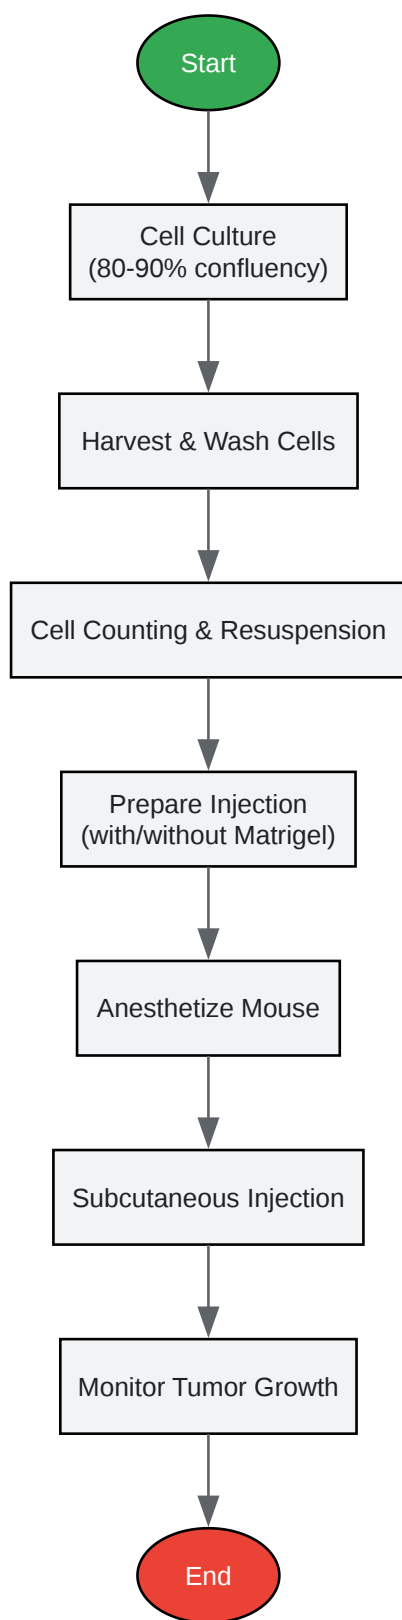 Start
Cell Culture
(80-90% confluency)
Harvest & Wash Cells
Cell Counting & Resuspension
Prepare Injection
(with/without Matrigel)
Anesthetize Mouse
Subcutaneous Injection
Monitor Tumor Growth
End